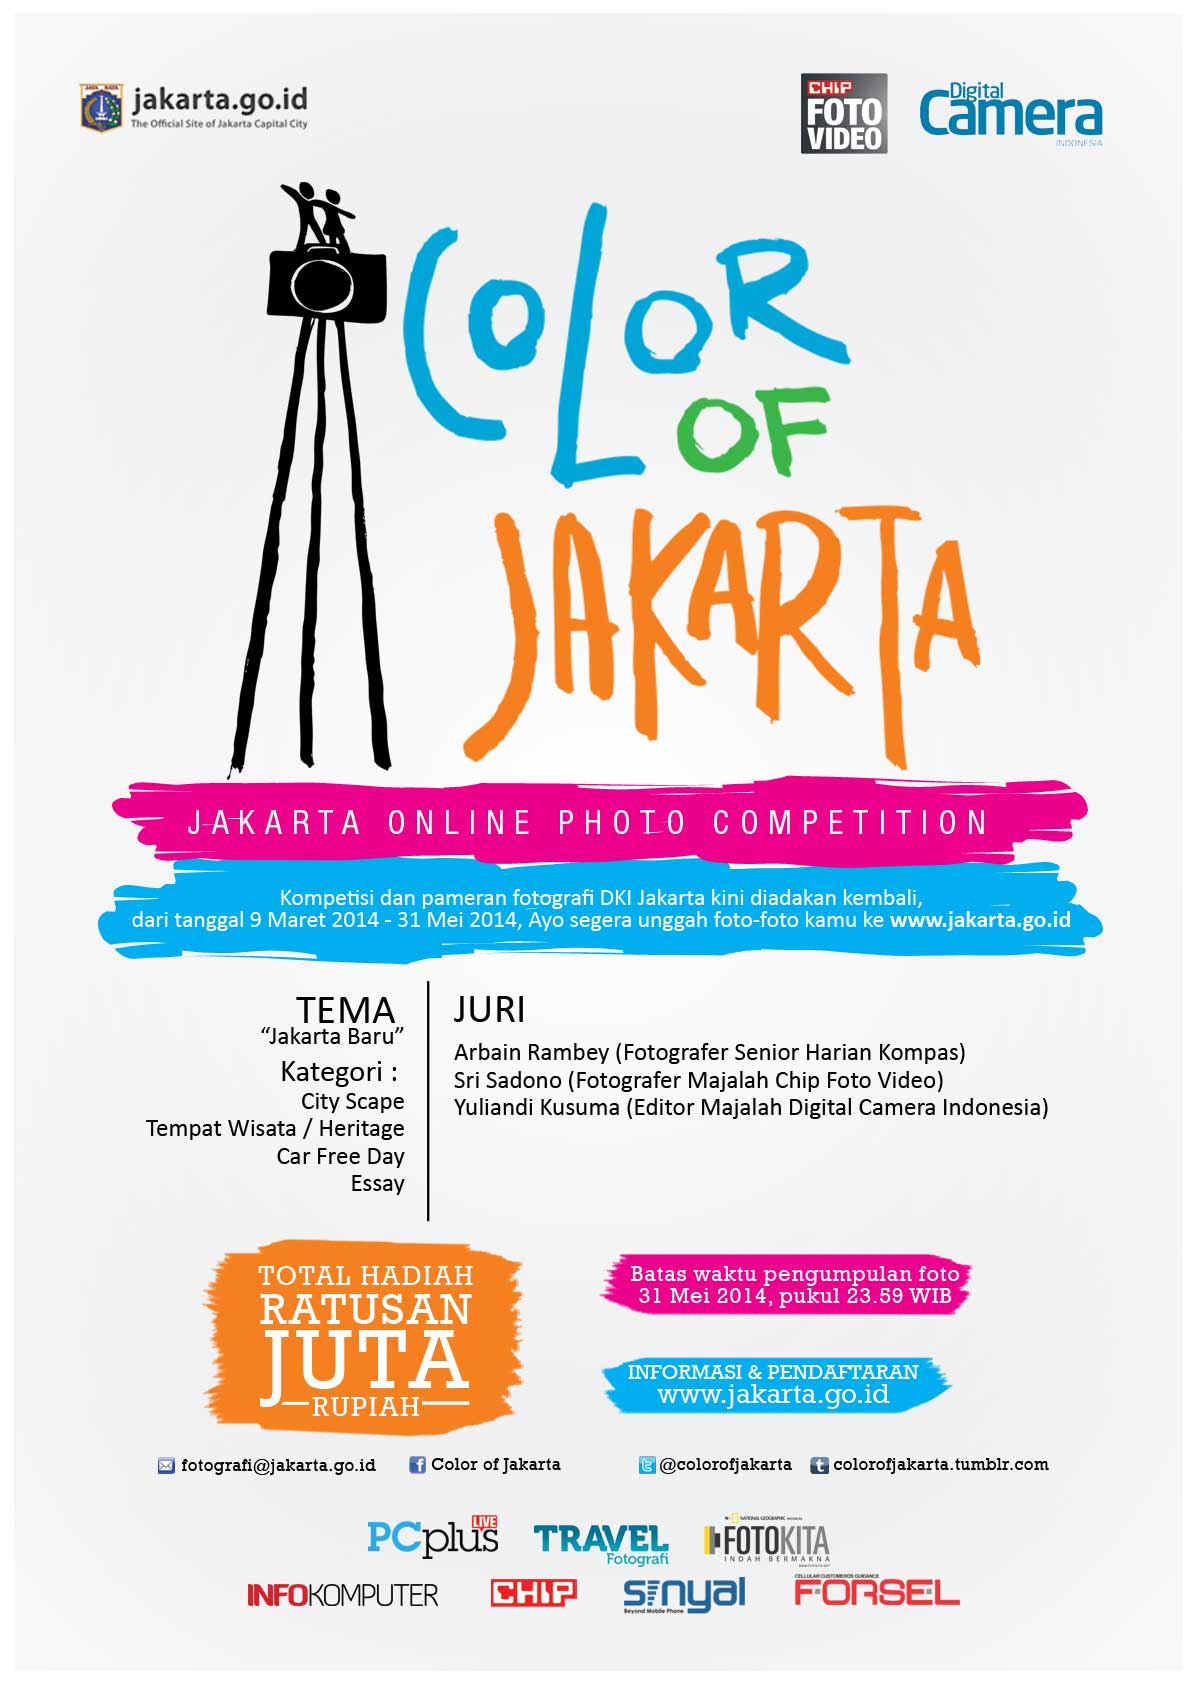 jakarta.go.id
The Official Site of Jakarta Capital City
CHIP
FOTO
VIDEO
Digital
Camera
INDONESIA
COLOR
OF
JAKARTA
JAKARTA ONLINE PHOTO COMPETITION
Kompetisi dan pameran fotografi DKI Jakarta kini diadakan kembali,
dari tanggal 9 Maret 2014 - 31 Mei 2014, Ayo segera unggah foto-foto kamu ke www.jakarta.go.id
TEMA
“Jakarta Baru”
Kategori :
City Scape
Tempat Wisata / Heritage
Car Free Day
Essay
JURI
Arbain Rambey (Fotografer Senior Harian Kompas)
Sri Sadono (Fotografer Majalah Chip Foto Video)
Yuliandi Kusuma (Editor Majalah Digital Camera Indonesia)
TOTAL HADIAH
RATUSAN
JUTA
RUPIAH
Batas waktu pengumpulan foto
31 Mei 2014, pukul 23.59 WIB
INFORMASI & PENDAFTARAN
www.jakarta.go.id
fotografi@jakarta.go.id
Color of Jakarta
@colorofjakarta
colorofjakarta.tumblr.com
PCplus LIVE
TRAVEL
Fotografi
NATIONAL GEOGRAPHIC
FOTOKITA
INDAH BERMAKNA
INFOKOMPUTER
CHIP
sinyal
Beyond Mobile Phone
CELLULAR CUSTOMEROS GUIDANCE
FORSEL